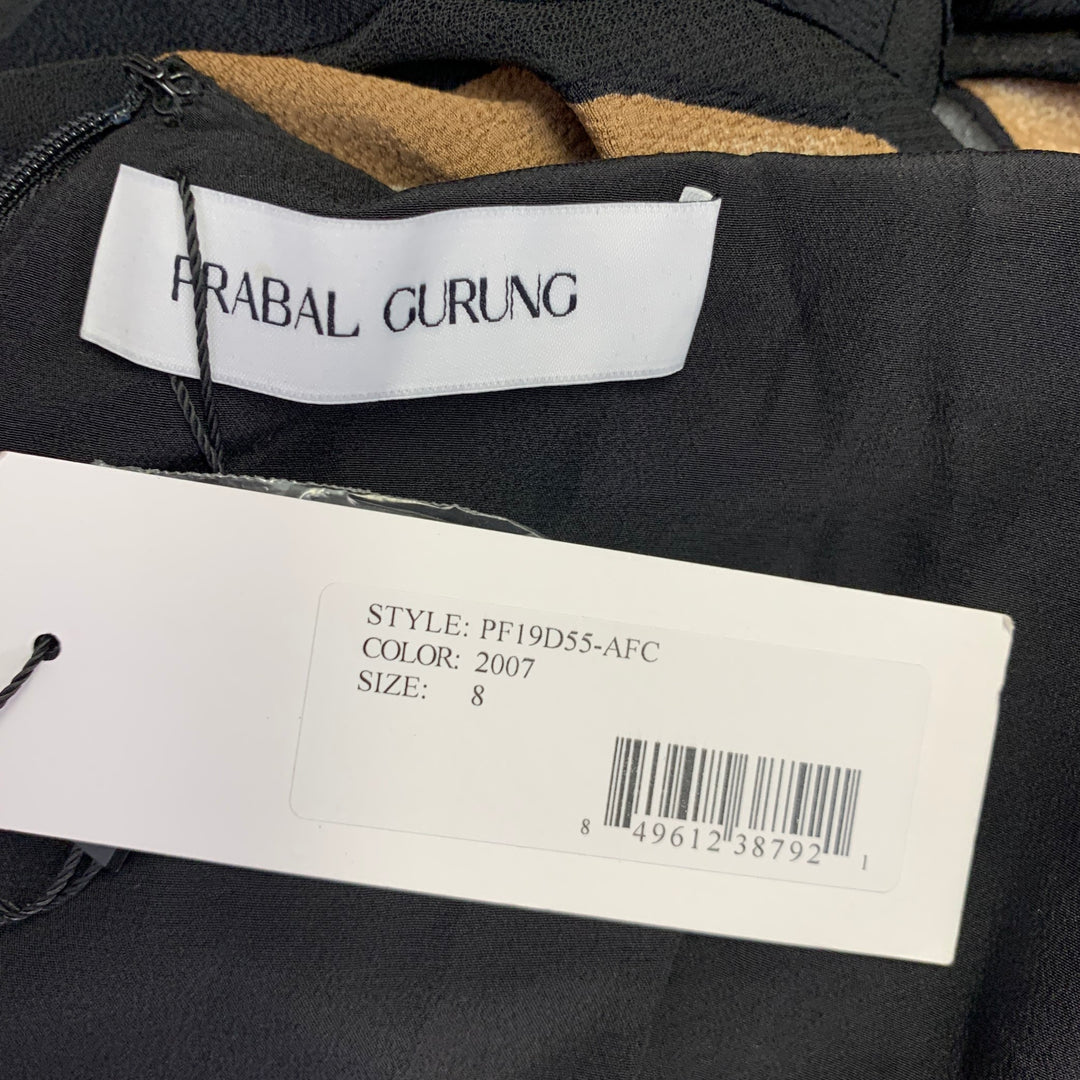 PRABAL GURUNG
STYLE: PF19D55-AFC
COLOR: 2007
SIZE: 8
8 49612 38792 1